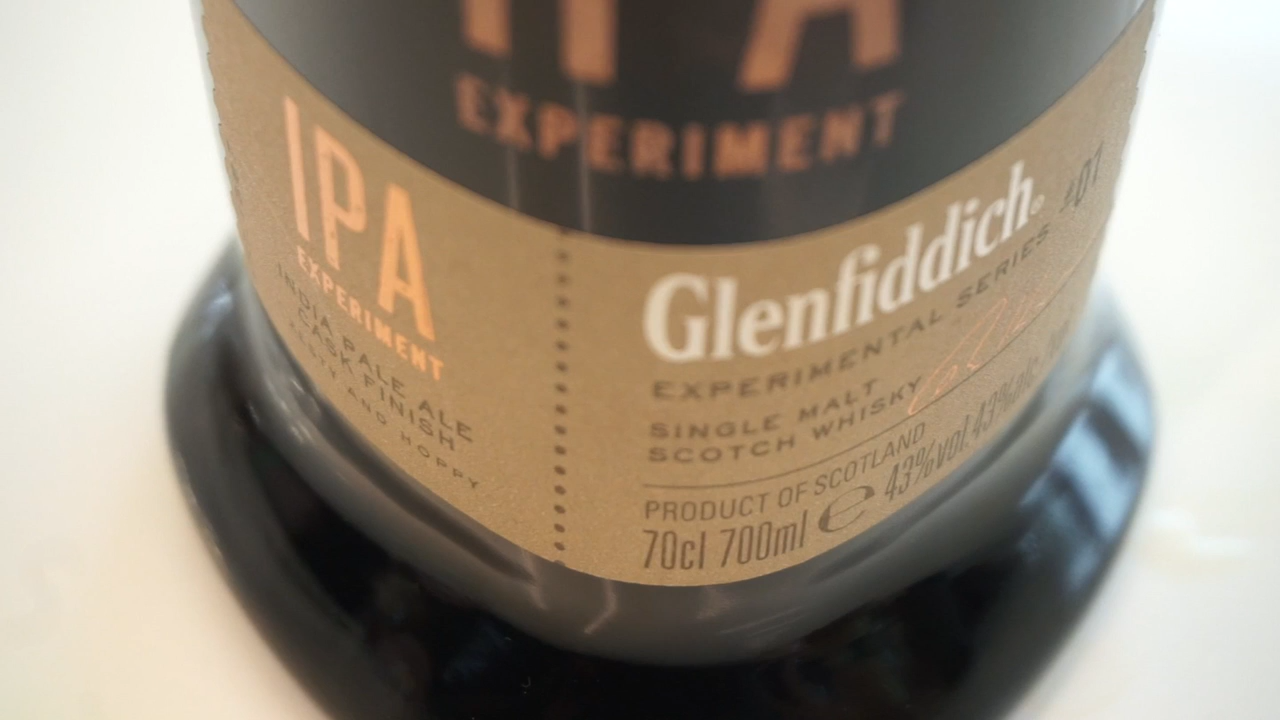 IPA
EXPERIMENT
IPA
EXPERIMENT
INDIA PALE ALE
CASK FINISH
ZESTY AND HOPPY
Glenfiddich® #01
EXPERIMENTAL SERIES
SINGLE MALT
SCOTCH WHISKY
PRODUCT OF SCOTLAND
70cl 700ml e 43%vol. 43%alc.